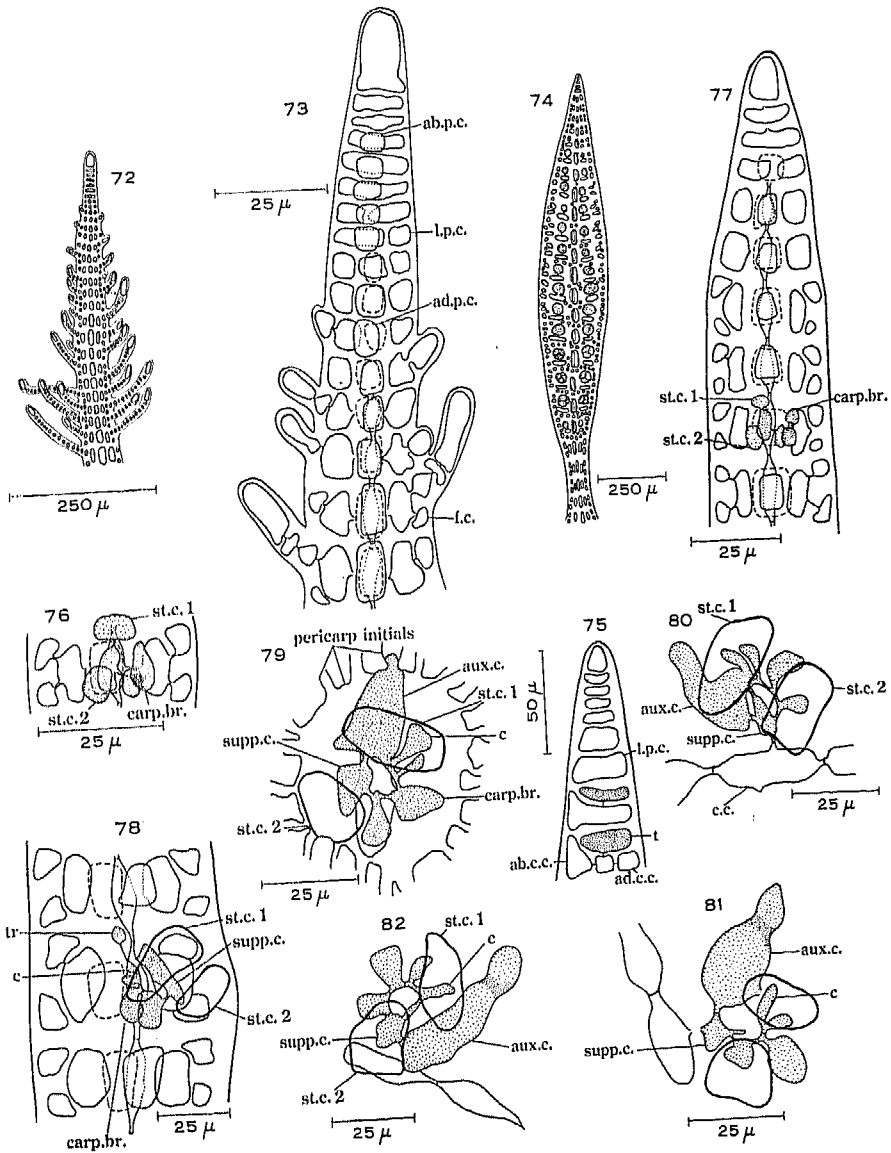 72
250 μ
73
ab.p.c.
25 μ
l.p.c.
ad.p.c.
f.c.
74
250 μ
77
st.c. 1
carp.br.
st.c. 2
25 μ
76
st.c. 1
st.c. 2
carp.br.
25 μ
79
pericarp initials
aux.c.
st.c. 1
supp.c.
c
carp.br.
st.c. 2
25 μ
75
50 μ
l.p.c.
t
ab.c.c.
ad.c.c.
80
st.c. 1
st.c. 2
aux.c.
supp.c.
c.c.
25 μ
78
st.c. 1
tr
supp.c.
c
st.c. 2
carp.br.
25 μ
82
st.c. 1
c
supp.c.
aux.c.
st.c. 2
25 μ
81
aux.c.
c
supp.c.
25 μ